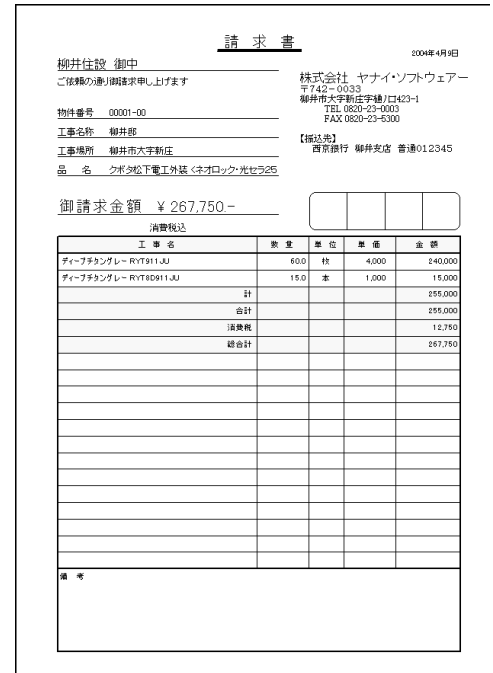 請 求 書
2004年4月9日
柳井住設 御中
ご依頼の通り御請求申し上げます
株式会社 ヤナイ・ソフトウェアー
〒742-0033
柳井市大字新庄字樋ノ口423-1
TEL 0820-23-0003
FAX 0820-23-5300
物件番号 00001-00
工事名称 柳井邸
【振込先】
工事場所 柳井市大字新庄
西京銀行 柳井支店 普通012345
品 名 クボタ松下電工外装 <ネオロック・光セラ25
御請求金額 ¥267,750.-
消費税込
工 事 名 数 量 単 位 単 価 金 額
ディープチタングレー RYT911JU 60.0 枚 4,000 240,000
ディープチタングレー RYT8D911JU 15.0 本 1,000 15,000
計 255,000
合計 255,000
消費税 12,750
総合計 267,750
備 考